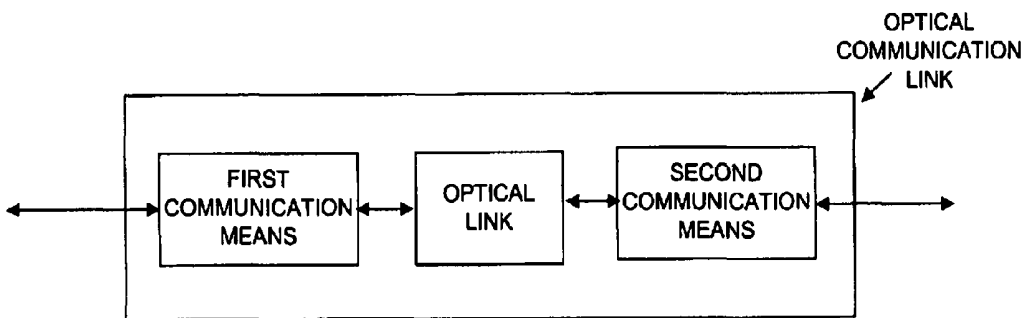 OPTICAL
COMMUNICATION
LINK
FIRST
COMMUNICATION
MEANS
OPTICAL
LINK
SECOND
COMMUNICATION
MEANS